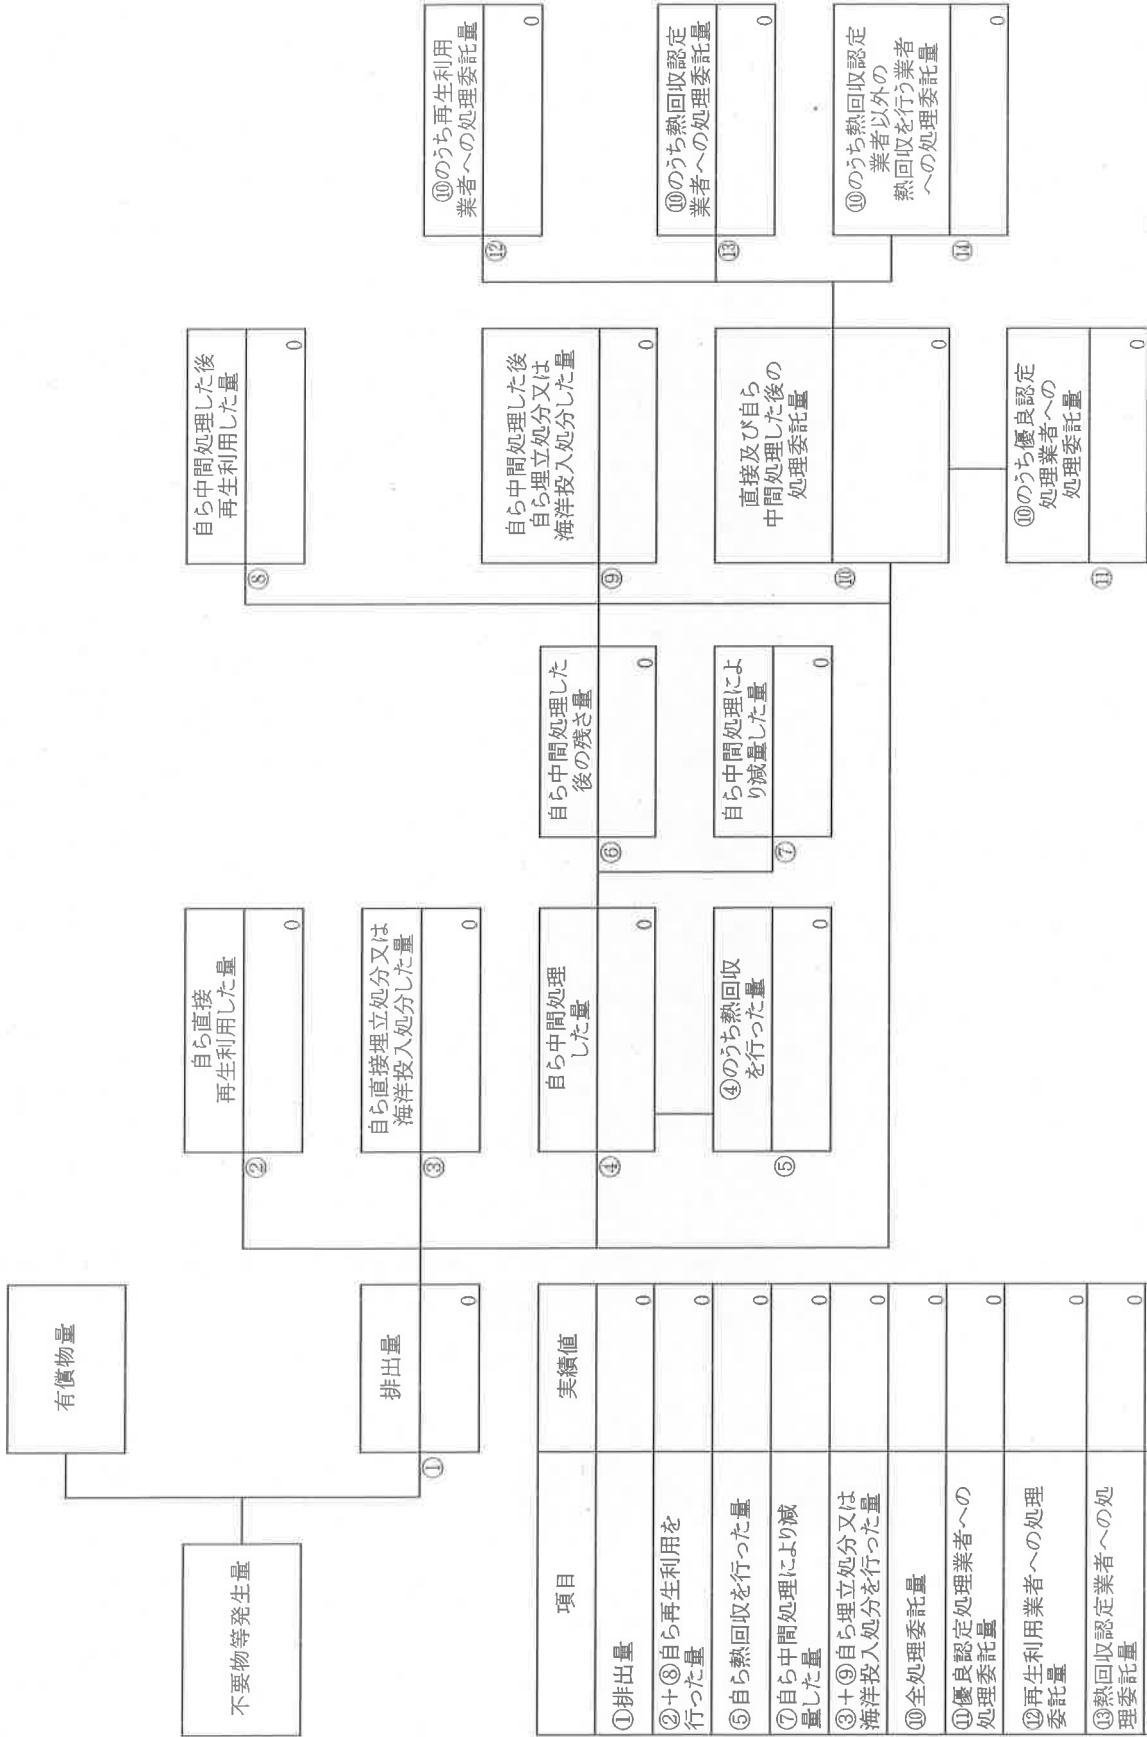 不要物等発生量
有償物量
①
排出量
0
②
自ら直接
再生利用した量
0
③
自ら直接埋立処分又は
海洋投入処分した量
0
④
自ら中間処理
した量
0
⑤
④のうち熱回収
を行った量
0
⑥
自ら中間処理した
後の残さ量
0
⑦
自ら中間処理によ
り減量した量
0
⑧
自ら中間処理した後
再生利用した量
0
⑨
自ら中間処理した後
自ら埋立処分又は
海洋投入処分した量
0
⑩
直接及び自ら
中間処理した後の
処理委託量
0
⑪
⑩のうち優良認定
処理業者への
処理委託量
0
⑫
⑩のうち再生利用
業者への処理委託量
0
⑬
⑩のうち熱回収認定
業者への処理委託量
0
⑭
⑩のうち熱回収認定
業者以外の
熱回収を行う業者
への処理委託量
0
項目 実績値
①排出量 0
②+⑧自ら再生利用を
行った量 0
⑤自ら熱回収を行った量 0
⑦自ら中間処理により減
量した量 0
③+⑨自ら埋立処分又は
海洋投入処分を行った量 0
⑩全処理委託量 0
⑪優良認定処理業者への
処理委託量 0
⑫再生利用業者への処理
委託量 0
⑬熱回収認定業者への処
理委託量 0